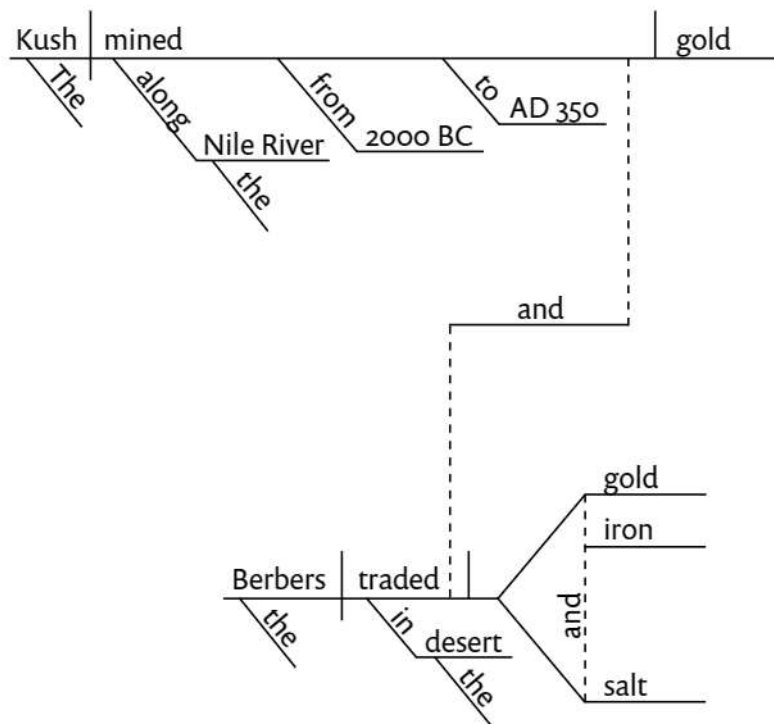 Kush mined gold
The along from to
Nile River 2000 BC AD 350
the
and
gold
iron
and
Berbers traded
the in desert
the
salt